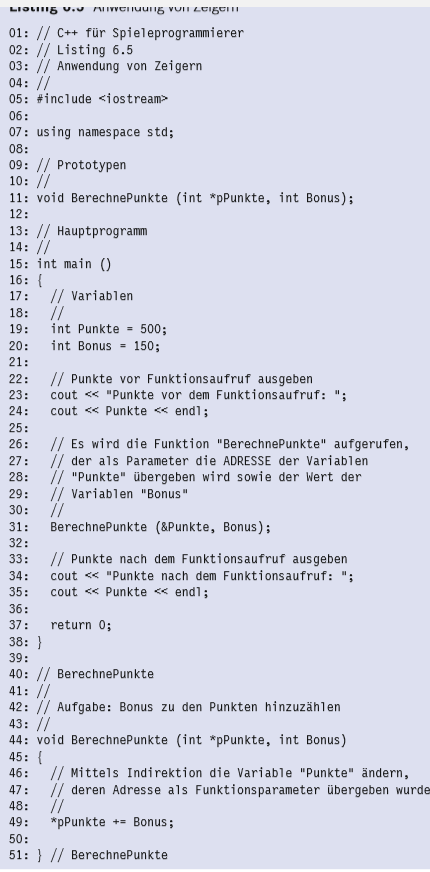 Listing 6.5 Anwendung von Zeigern
01: // C++ für Spieleprogrammierer
02: // Listing 6.5
03: // Anwendung von Zeigern
04: //
05: #include <iostream>
06:
07: using namespace std;
08:
09: // Prototypen
10: //
11: void BerechnePunkte (int *pPunkte, int Bonus);
12:
13: // Hauptprogramm
14: //
15: int main ()
16: {
17:   // Variablen
18:   //
19:   int Punkte = 500;
20:   int Bonus = 150;
21:
22:   // Punkte vor Funktionsaufruf ausgeben
23:   cout << "Punkte vor dem Funktionsaufruf: ";
24:   cout << Punkte << endl;
25:
26:   // Es wird die Funktion "BerechnePunkte" aufgerufen,
27:   // der als Parameter die ADRESSE der Variablen
28:   // "Punkte" übergeben wird sowie der Wert der
29:   // Variablen "Bonus"
30:   //
31:   BerechnePunkte (&Punkte, Bonus);
32:
33:   // Punkte nach dem Funktionsaufruf ausgeben
34:   cout << "Punkte nach dem Funktionsaufruf: ";
35:   cout << Punkte << endl;
36:
37:   return 0;
38: }
39:
40: // BerechnePunkte
41: //
42: // Aufgabe: Bonus zu den Punkten hinzuzählen
43: //
44: void BerechnePunkte (int *pPunkte, int Bonus)
45: {
46:   // Mittels Indirektion die Variable "Punkte" ändern,
47:   // deren Adresse als Funktionsparameter übergeben wurde
48:   //
49:   *pPunkte += Bonus;
50:
51: } // BerechnePunkte